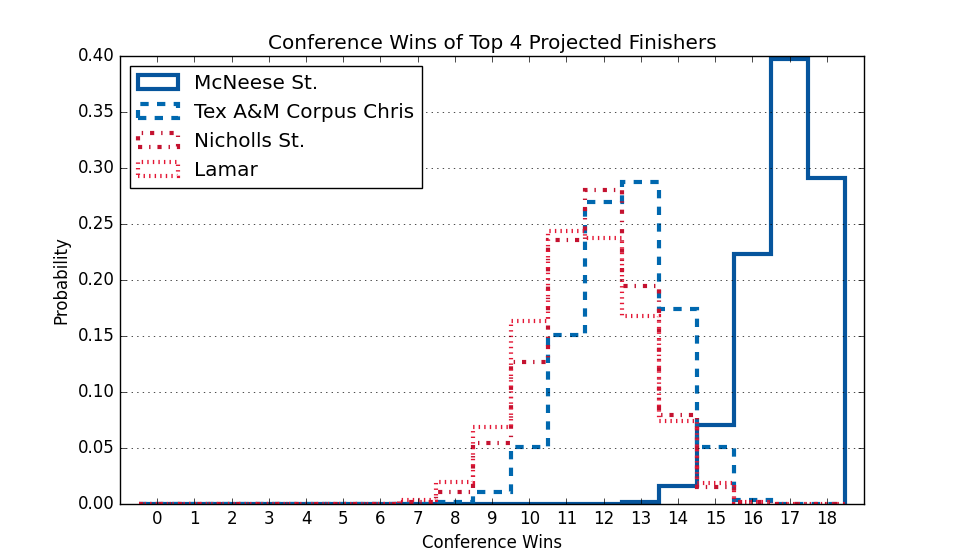 Conference Wins of Top 4 Projected Finishers
0.40
0.35
0.30
0.25
0.20
0.15
0.10
0.05
0.00
Probability
McNeese St.
Tex A&M Corpus Chris
Nicholls St.
Lamar
0 1 2 3 4 5 6 7 8 9 10 11 12 13 14 15 16 17 18
Conference Wins